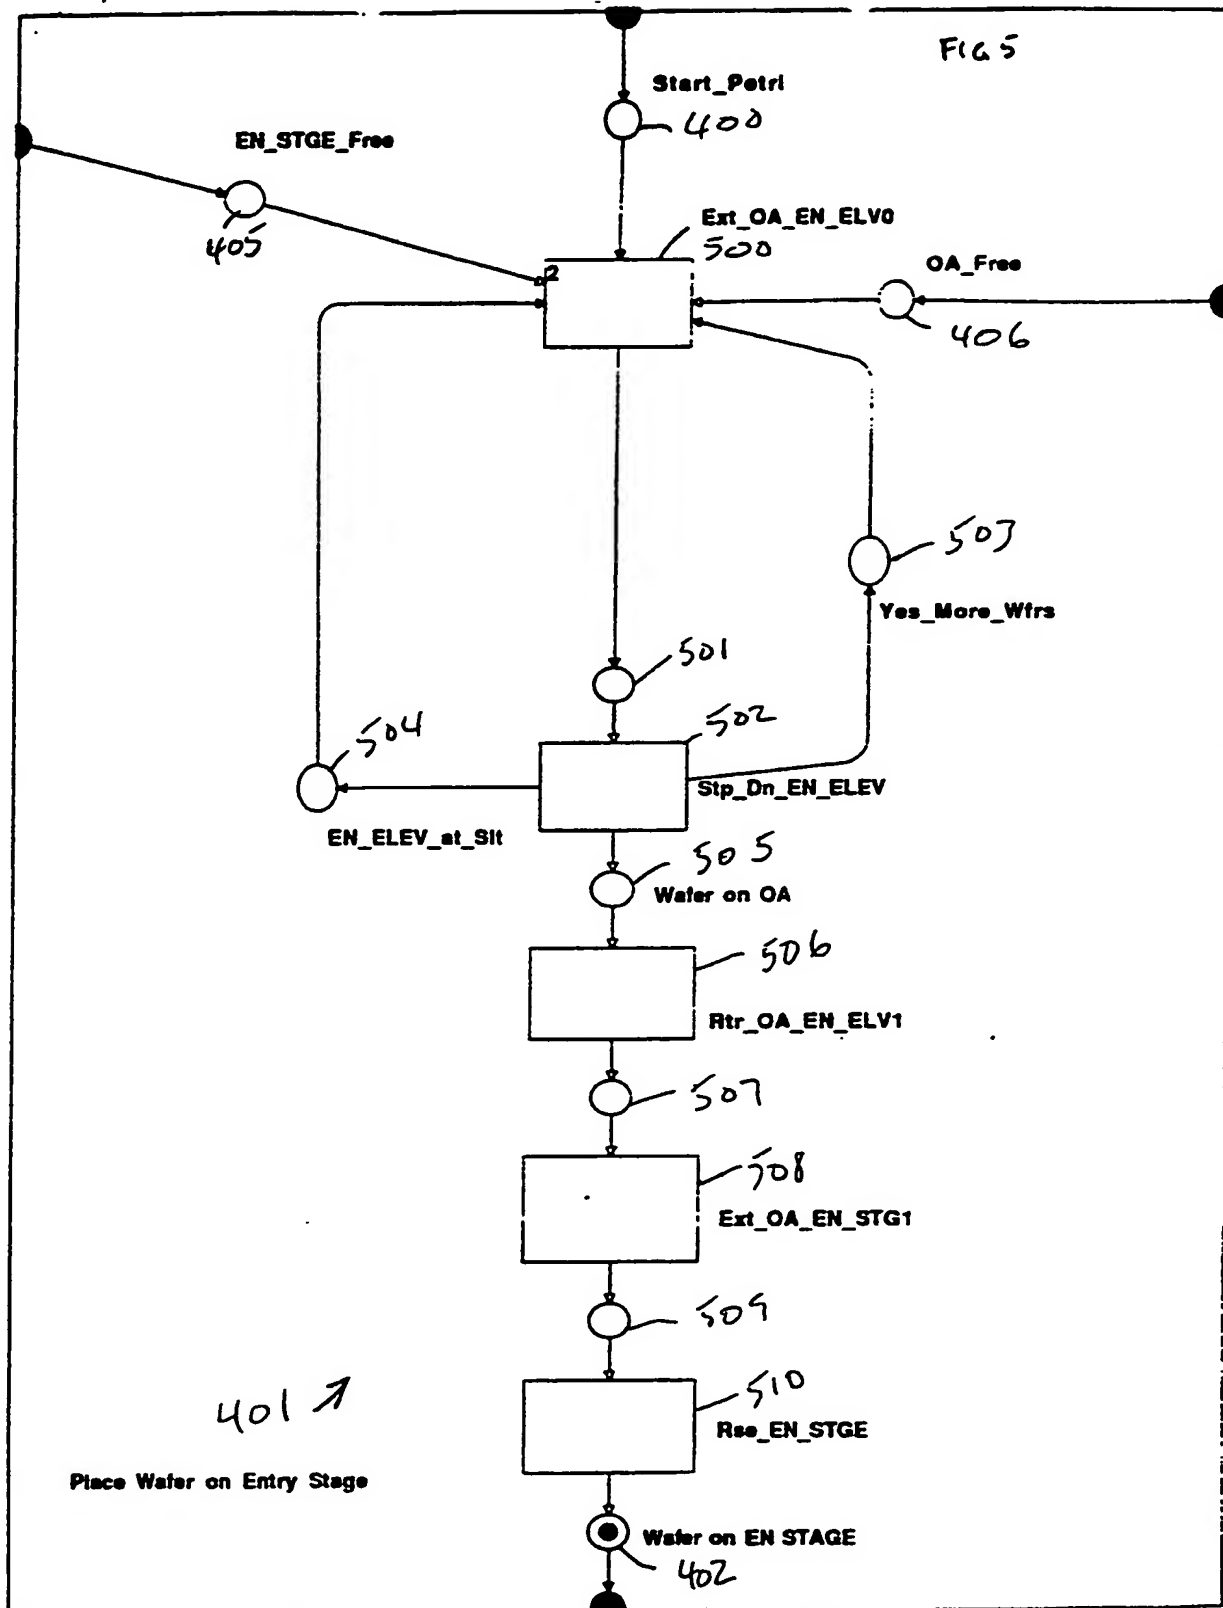 FIG 5
Start_Petri
400
EN_STGE_Free
405
Ext_OA_EN_ELV0
500
2
OA_Free
406
503
Yes_More_Wfrs
501
502
504
Stp_Dn_EN_ELEV
EN_ELEV_at_Slt
505
Wafer on OA
506
Rtr_OA_EN_ELV1
507
508
Ext_OA_EN_STG1
509
401
510
Rse_EN_STGE
Place Wafer on Entry Stage
Wafer on EN STAGE
402